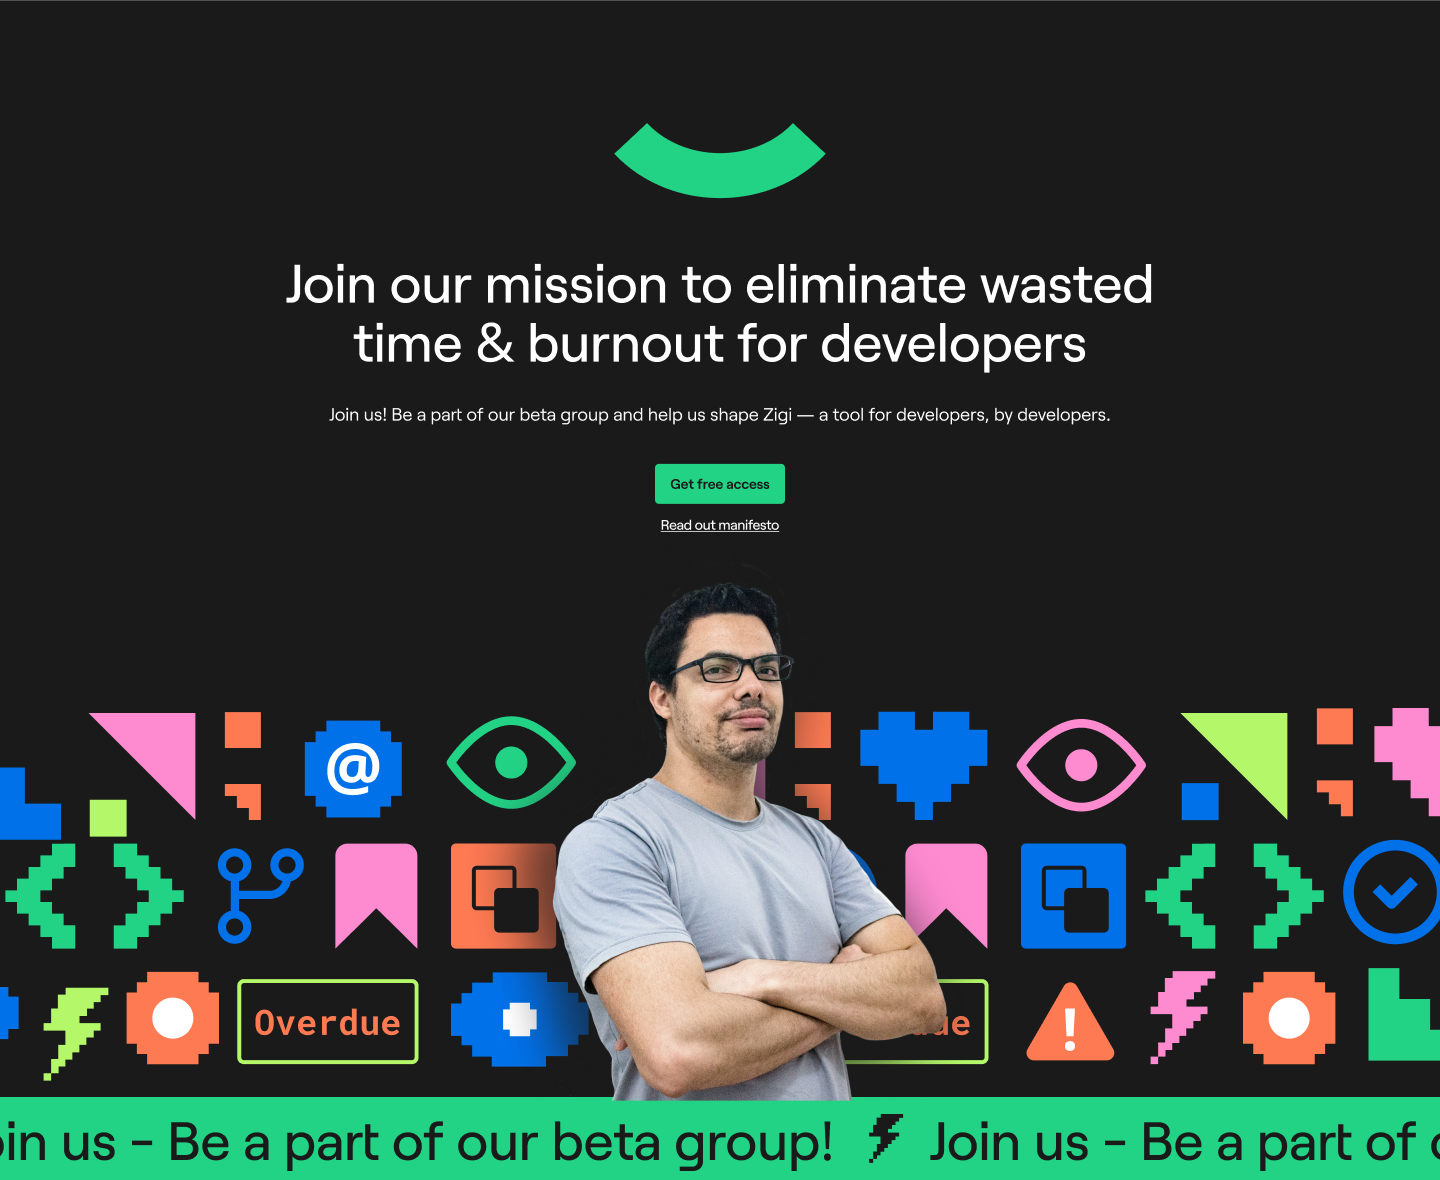 Join our mission to eliminate wasted
time & burnout for developers
Join us! Be a part of our beta group and help us shape Zigi — a tool for developers, by developers.
Get free access
Read out manifesto
@
Overdue
!
oin us - Be a part of our beta group! Join us - Be a part of